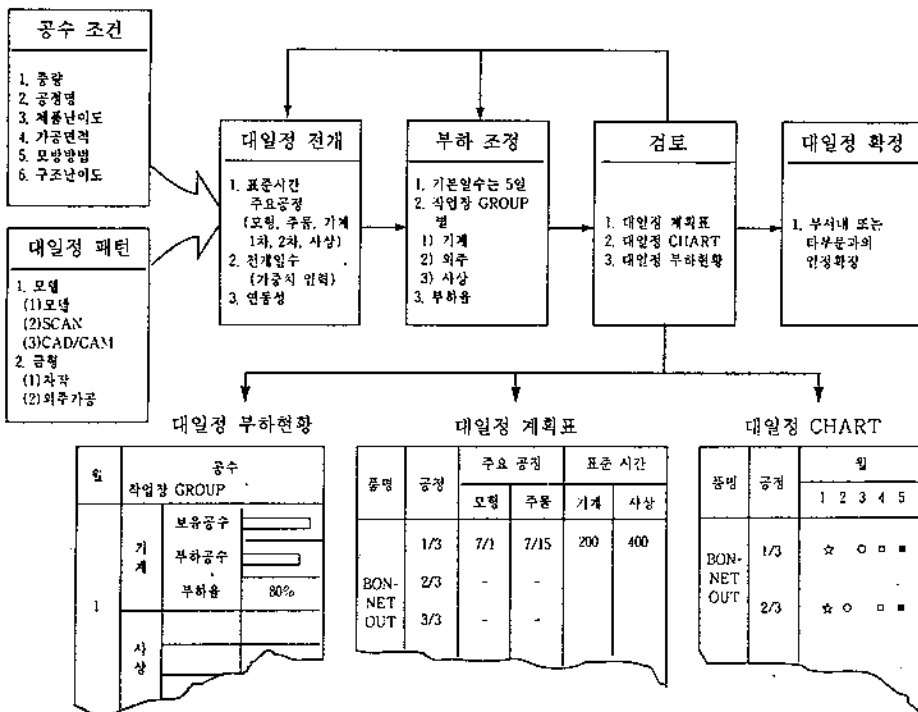 공수 조건
1. 중량
2. 공정명
3. 제품난이도
4. 가공면적
5. 모방방법
6. 구조난이도
대일정 패턴
1. 모델
(1)모델
(2)SCAN
(3)CAD/CAM
2. 금형
(1)자작
(2)외주가공
대일정 전개
1. 표준시간
주요공정
(모형, 주물, 기계
1차, 2차, 사상)
2. 전개일수
(가중치 입력)
3. 연동성
부하 조정
1. 기본일수는 5일
2. 작업장 GROUP
별
1) 기계
2) 외주
3) 사상
3. 부하율
검토
1. 대일정 계획표
2. 대일정 CHART
3. 대일정 부하현황
대일정 확정
1. 부서내 또는
타부문과의
일정확장
대일정 부하현황
월
공수
작업장 GROUP
1
기계
보유공수
부하공수
부하율 80%
사상
대일정 계획표
품명 공정 주요 공정 표준 시간
모형 주물 기계 사상
BON-
NET
OUT
1/3 7/1 7/15 200 400
2/3 - -
3/3 - -
대일정 CHART
품명 공정 월
1 2 3 4 5
BON-
NET
OUT
1/3 ☆ ○ □ ■
2/3 ☆ ○ □ ■